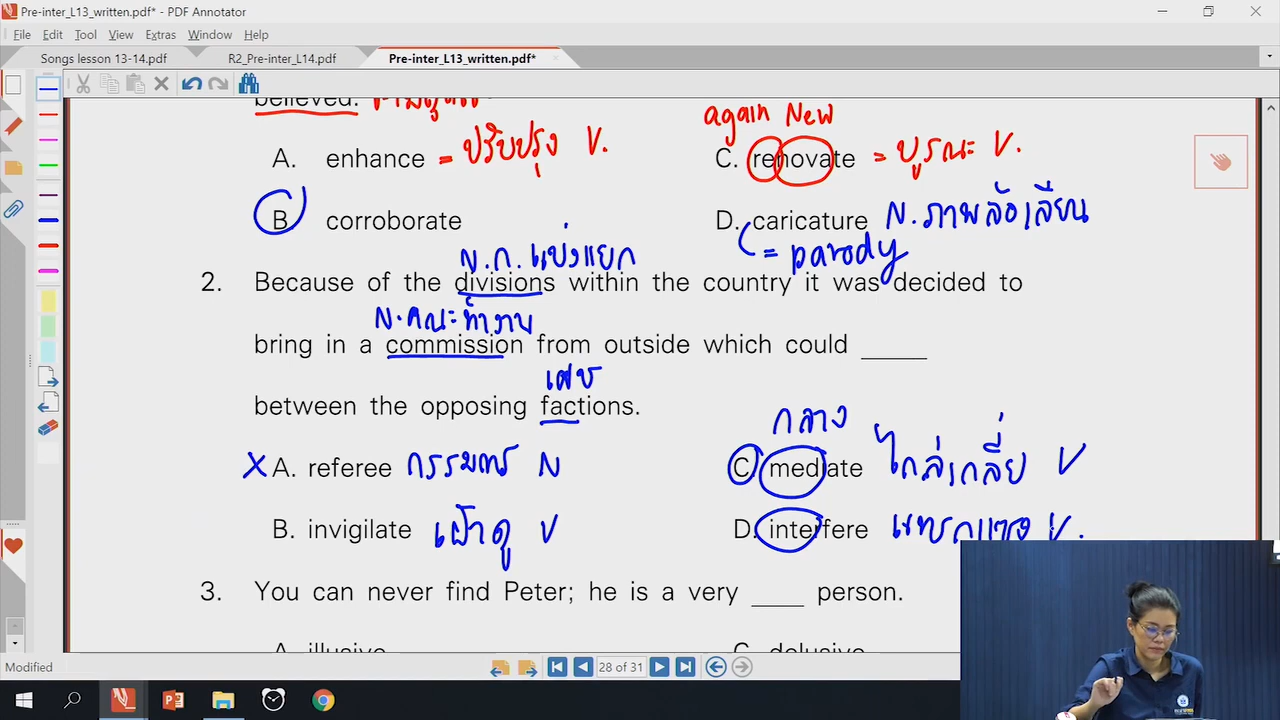 Pre-inter_L13_written.pdf* - PDF Annotator
File Edit Tool View Extras Window Help
Songs lesson 13-14.pdf R2_Pre-inter_L14.pdf Pre-inter_L13_written.pdf*
believed.
again New
A. enhance = ปรับปรุง V. C. renovate = บูรณะ V.
B corroborate D. caricature N. ภาพล้อเลียน
= parody
N. ก. แบ่งแยก
2. Because of the divisions within the country it was decided to
N. คณะทำงาน
bring in a commission from outside which could _____
between the opposing factions.
กลาง
X A. referee กรรมการ N C. mediate ไกล่เกลี่ย V
B. invigilate เฝ้าดู V D. interfere แทรกแซง V.
3. You can never find Peter; he is a very ____ person.
A. illusive C. delusive
Modified 28 of 31